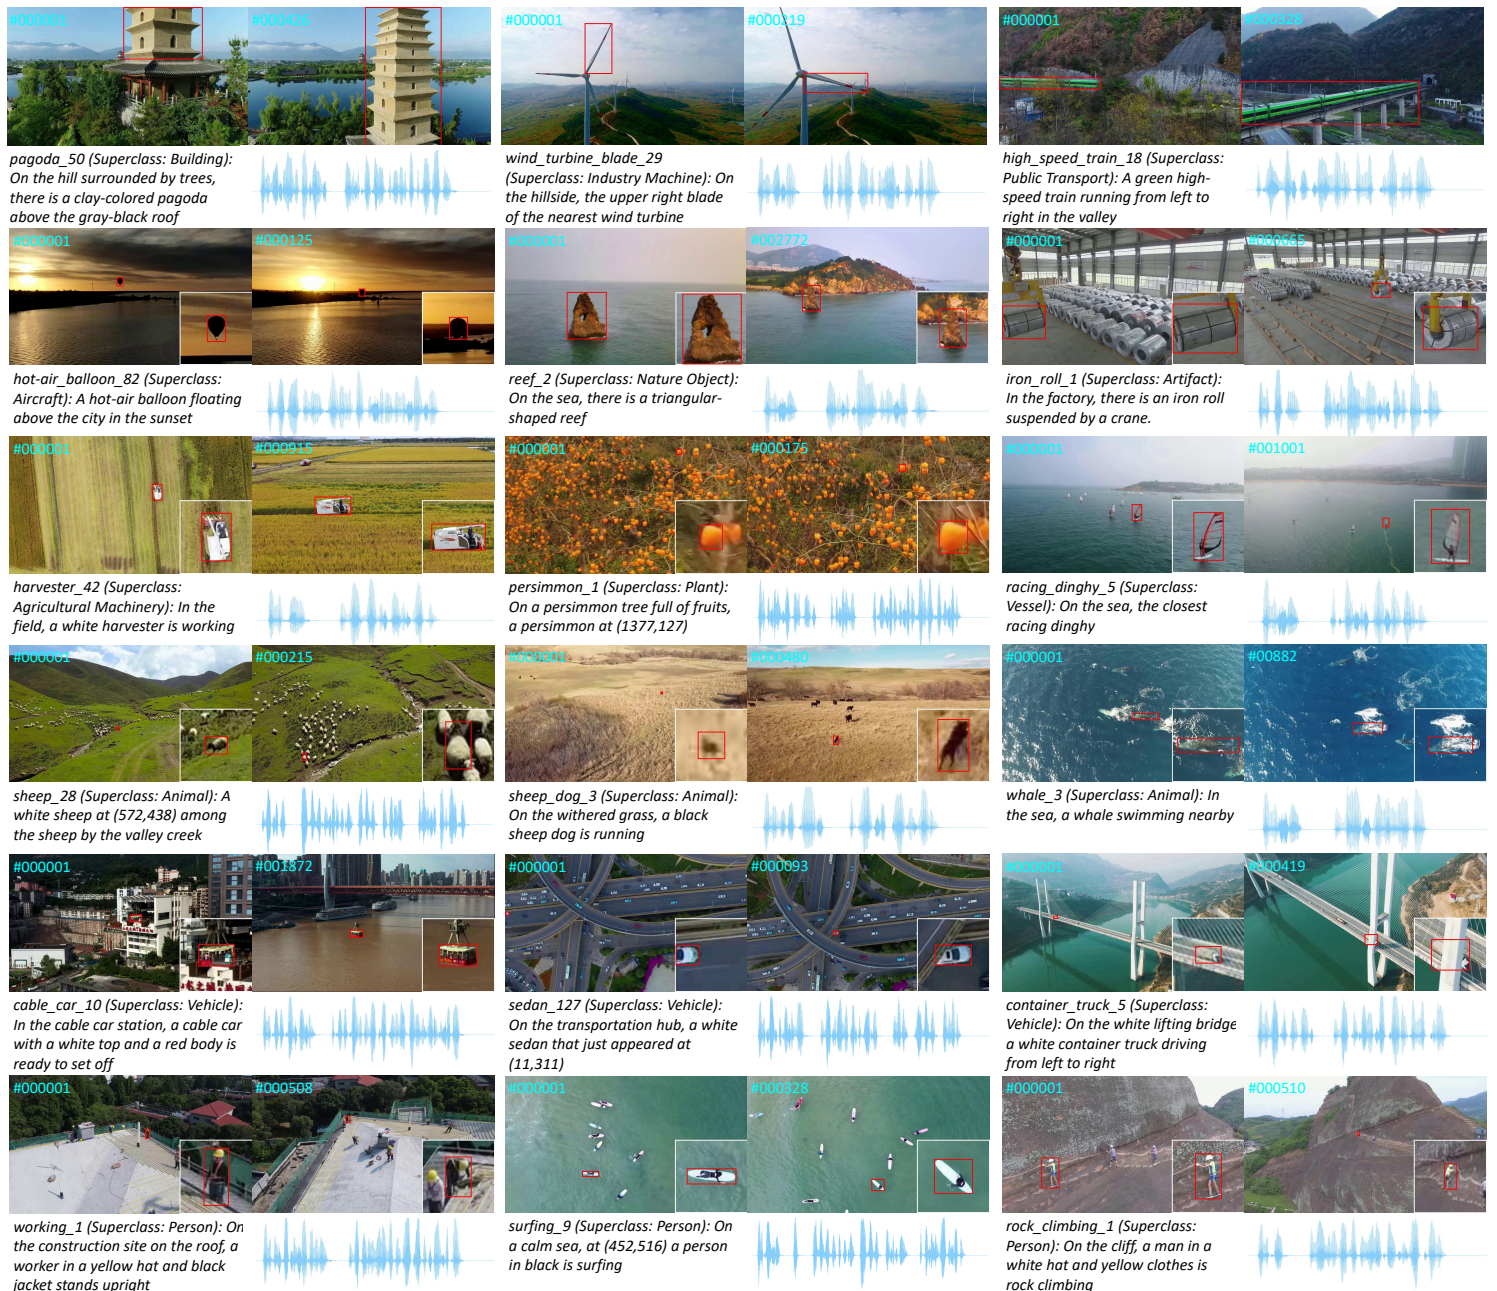 #000001 #000426
pagoda_50 (Superclass: Building):
On the hill surrounded by trees,
there is a clay-colored pagoda
above the gray-black roof
#000001 #000219
wind_turbine_blade_29
(Superclass: Industry Machine): On
the hillside, the upper right blade
of the nearest wind turbine
#000001 #000328
high_speed_train_18 (Superclass:
Public Transport): A green high-
speed train running from left to
right in the valley
#000001 #000125
hot-air_balloon_82 (Superclass:
Aircraft): A hot-air balloon floating
above the city in the sunset
#000001 #002772
reef_2 (Superclass: Nature Object):
On the sea, there is a triangular-
shaped reef
#000001 #000665
iron_roll_1 (Superclass: Artifact):
In the factory, there is an iron roll
suspended by a crane.
#000001 #000915
harvester_42 (Superclass:
Agricultural Machinery): In the
field, a white harvester is working
#000001 #000175
persimmon_1 (Superclass: Plant):
On a persimmon tree full of fruits,
a persimmon at (1377,127)
#000001 #001001
racing_dinghy_5 (Superclass:
Vessel): On the sea, the closest
racing dinghy
#000001 #000215
sheep_28 (Superclass: Animal): A
white sheep at (572,438) among
the sheep by the valley creek
#000001 #000480
sheep_dog_3 (Superclass: Animal):
On the withered grass, a black
sheep dog is running
#000001 #00882
whale_3 (Superclass: Animal): In
the sea, a whale swimming nearby
#000001 #001872
cable_car_10 (Superclass: Vehicle):
In the cable car station, a cable car
with a white top and a red body is
ready to set off
#000001 #000093
sedan_127 (Superclass: Vehicle):
On the transportation hub, a white
sedan that just appeared at
(11,311)
#000001 #000419
container_truck_5 (Superclass:
Vehicle): On the white lifting bridge
a white container truck driving
from left to right
#000001 #000508
working_1 (Superclass: Person): On
the construction site on the roof, a
worker in a yellow hat and black
jacket stands upright
#000001 #000328
surfing_9 (Superclass: Person): On
a calm sea, at (452,516) a person
in black is surfing
#000001 #000510
rock_climbing_1 (Superclass:
Person): On the cliff, a man in a
white hat and yellow clothes is
rock climbing